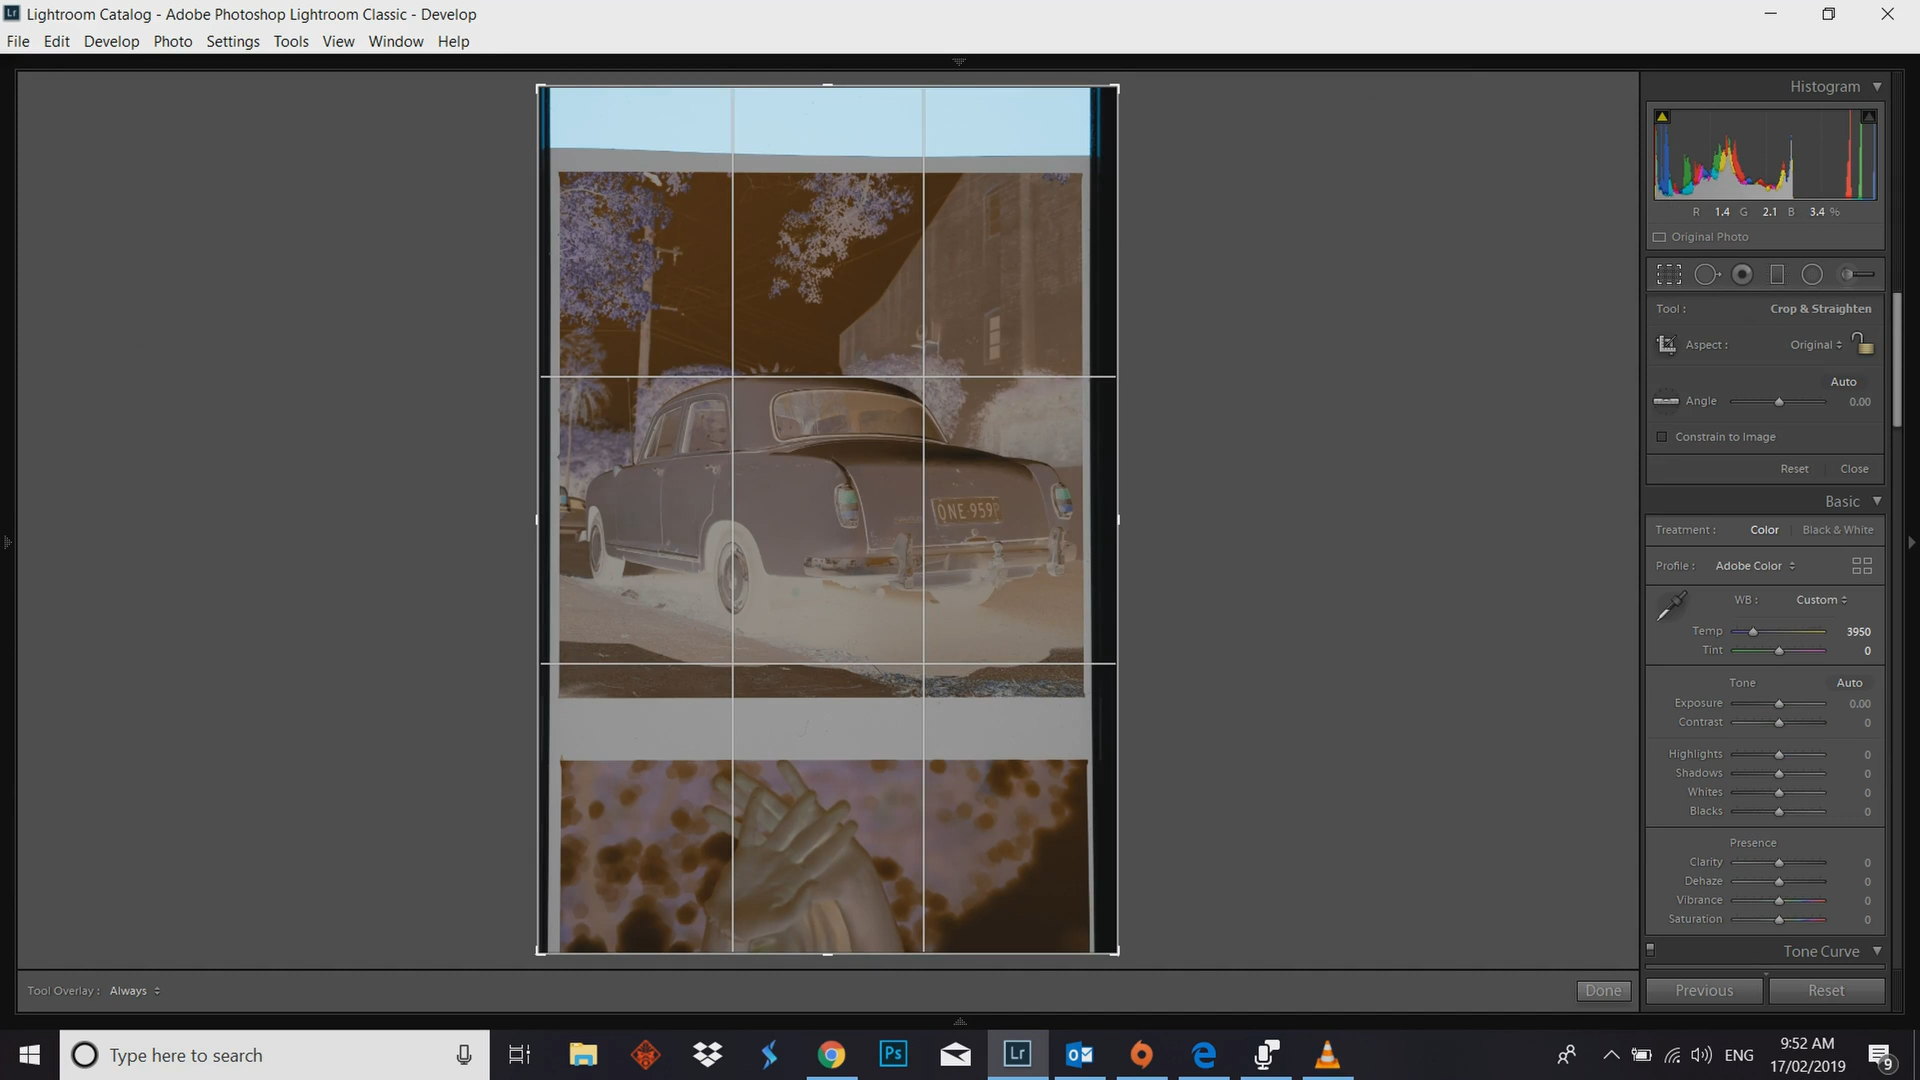 Lightroom Catalog - Adobe Photoshop Lightroom Classic - Develop
File Edit Develop Photo Settings Tools View Window Help
Histogram
R 1.4 G 2.1 B 3.4 %
Original Photo
Tool : Crop & Straighten
Aspect : Original
Auto
Angle 0.00
Constrain to Image
Reset Close
Basic
Treatment : Color Black & White
Profile : Adobe Color
WB : Custom
Temp 3950
Tint 0
Tone Auto
Exposure 0.00
Contrast 0
Highlights 0
Shadows 0
Whites 0
Blacks 0
Presence
Clarity 0
Dehaze 0
Vibrance 0
Saturation 0
Tone Curve
Previous Reset
ONE·959P
Tool Overlay : Always Done
Type here to search
Ps
Lr
ENG
9:52 AM
17/02/2019
9